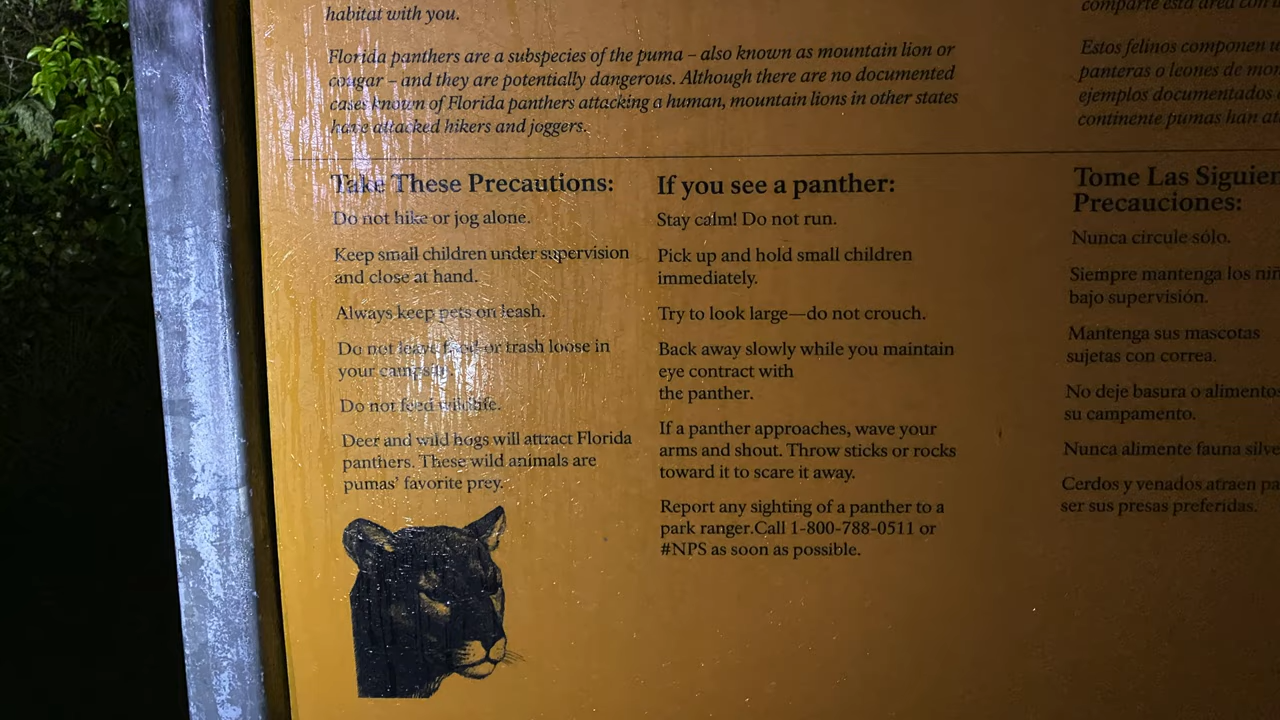 habitat with you.
Florida panthers are a subspecies of the puma – also known as mountain lion or
cougar – and they are potentially dangerous. Although there are no documented
cases known of Florida panthers attacking a human, mountain lions in other states
have attacked hikers and joggers.
Take These Precautions:
Do not hike or jog alone.
Keep small children under supervision
and close at hand.
Always keep pets on leash.
Do not leave food or trash loose in
your campsite.
Do not feed wildlife.
Deer and wild hogs will attract Florida
panthers. These wild animals are
pumas' favorite prey.
If you see a panther:
Stay calm! Do not run.
Pick up and hold small children
immediately.
Try to look large—do not crouch.
Back away slowly while you maintain
eye contract with
the panther.
If a panther approaches, wave your
arms and shout. Throw sticks or rocks
toward it to scare it away.
Report any sighting of a panther to a
park ranger.Call 1-800-788-0511 or
#NPS as soon as possible.
comparte esta área con
Estos felinos componen
panteras o leones de
ejemplos documentados
continente pumas han
Tome Las
Precauciones:
Nunca circule sólo.
Siempre mantenga los
bajo supervisión.
Mantenga sus mascotas
sujetas con correa.
No deje basura o
su campamento.
Nunca alimente fauna
Cerdos y venados atraen
ser sus presas preferidas.